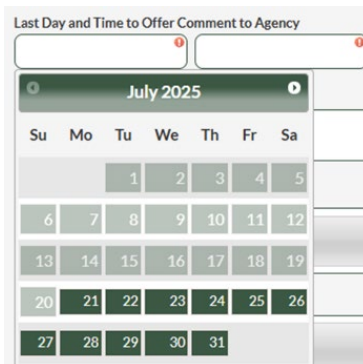 Last Day and Time to Offer Comment to Agency
July 2025
Su Mo Tu We Th Fr Sa
1 2 3 4 5
6 7 8 9 10 11 12
13 14 15 16 17 18 19
20 21 22 23 24 25 26
27 28 29 30 31